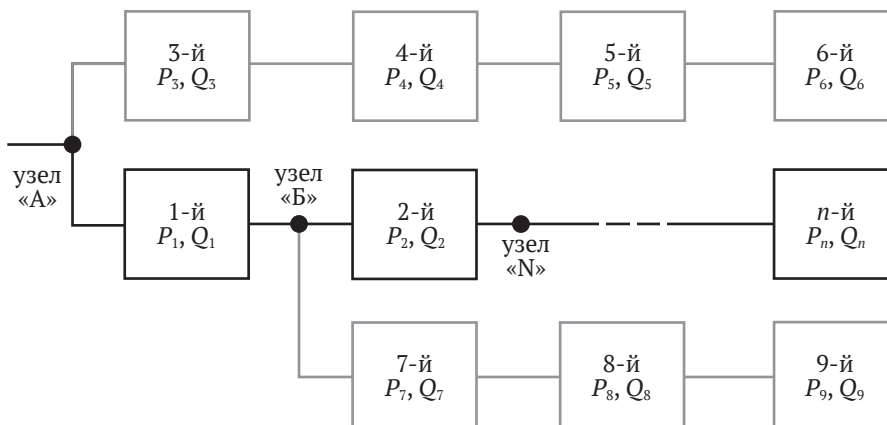 3-й
P₃, Q₃
4-й
P₄, Q₄
5-й
P₅, Q₅
6-й
P₆, Q₆
узел
«А»
1-й
P₁, Q₁
узел
«Б»
2-й
P₂, Q₂
узел
«N»
n-й
Pₙ, Qₙ
7-й
P₇, Q₇
8-й
P₈, Q₈
9-й
P₉, Q₉